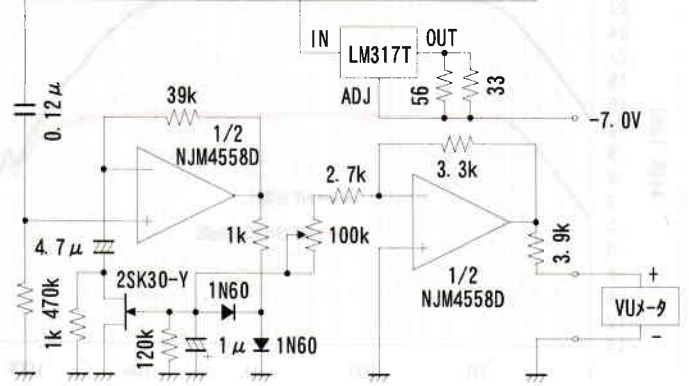 IN
LM317T
OUT
ADJ
56
33
-7.0V
0.12μ
39k
1/2
NJM4558D
2.7k
3.3k
4.7μ
1k
100k
3.9k
+
VUメータ
-
1/2
NJM4558D
2SK30-Y
1N60
470k
1k
120k
1μ
+
1N60
-
+
-
+